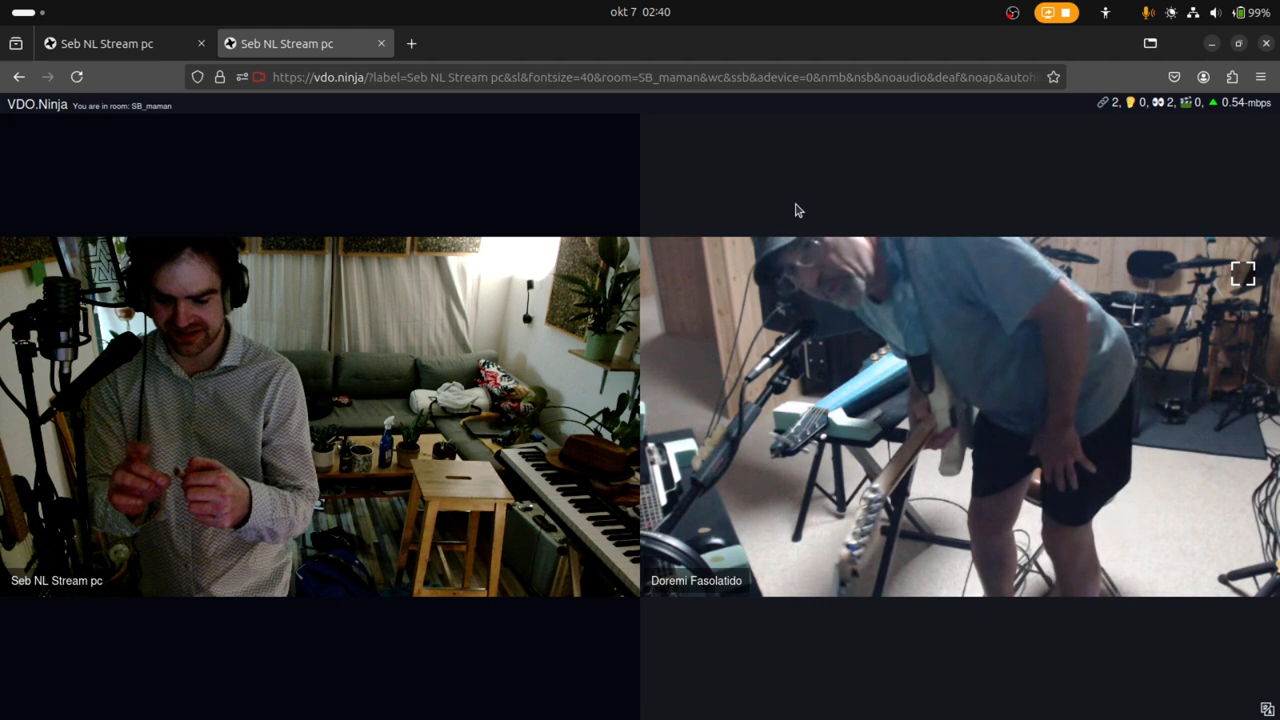 okt 7 02:40
99%
Seb NL Stream pc
Seb NL Stream pc
https://vdo.ninja/?label=Seb NL Stream pc&sl&fontsize=40&room=SB_maman&wc&ssb&adevice=0&nmb&nsb&noaudio&deaf&noap&autoh
VDO.Ninja You are in room: SB_maman
2, 0, 2, 0, 0.54-mbps
Seb NL Stream pc
Doremi Fasolatido